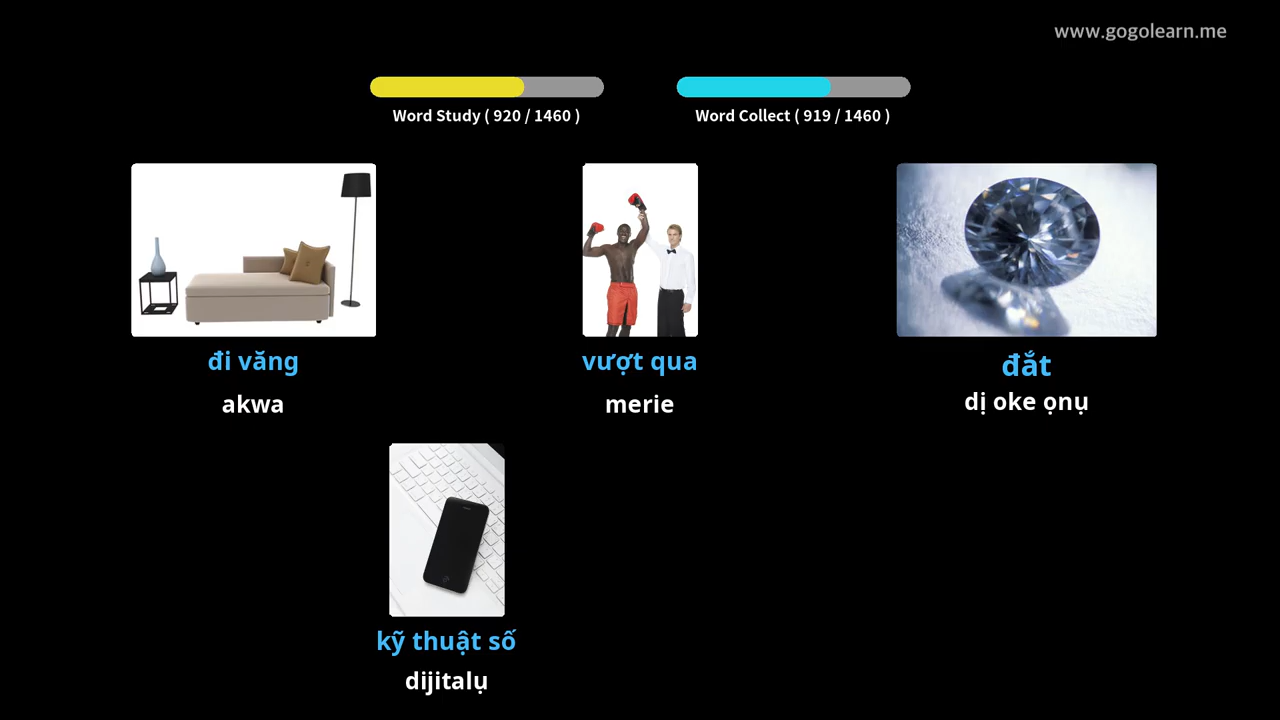 www.gogolearn.me
Word Study ( 920 / 1460 )
Word Collect ( 919 / 1460 )
đi văng
akwa
vượt qua
merie
đắt
dị oke ọnụ
kỹ thuật số
dijitalụ